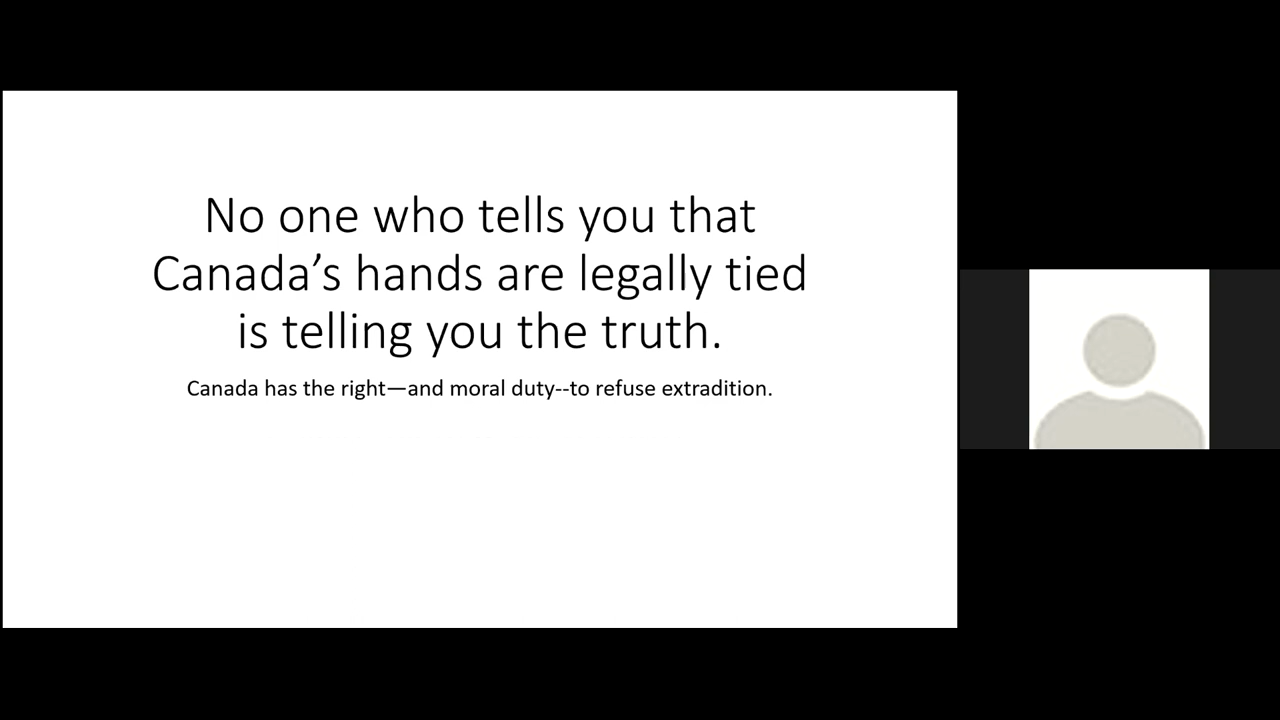 No one who tells you that
Canada’s hands are legally tied
is telling you the truth.
Canada has the right—and moral duty--to refuse extradition.